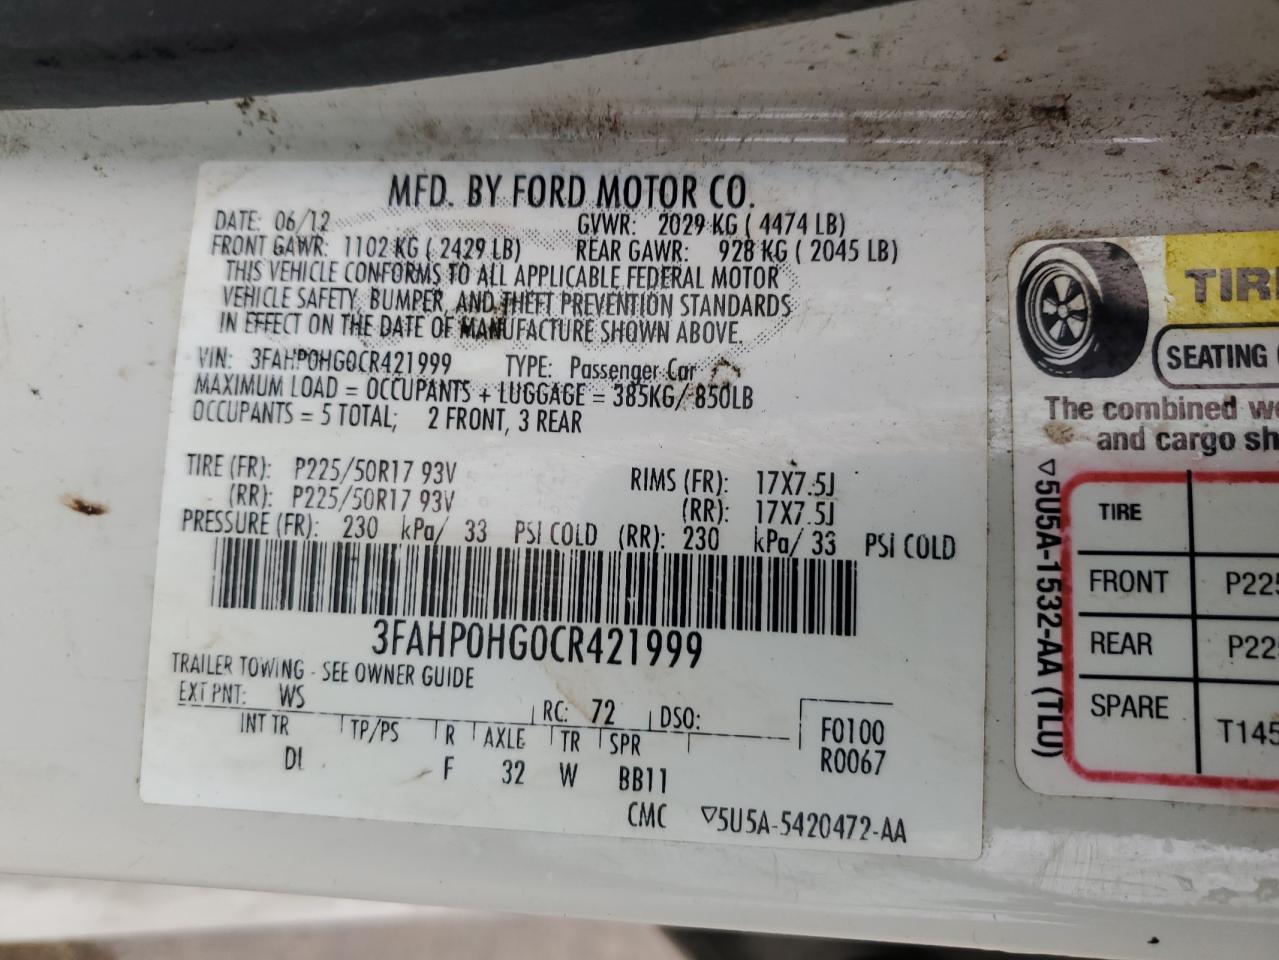 MFD. BY FORD MOTOR CO.
DATE: 06/12 GVWR: 2029 KG ( 4474 LB)
FRONT GAWR: 1102 KG ( 2429 LB) REAR GAWR: 928 KG ( 2045 LB)
THIS VEHICLE CONFORMS TO ALL APPLICABLE FEDERAL MOTOR
VEHICLE SAFETY, BUMPER, AND THEFT PREVENTION STANDARDS
IN EFFECT ON THE DATE OF MANUFACTURE SHOWN ABOVE.
VIN: 3FAHP0HG0CR421999 TYPE: Passenger Car
MAXIMUM LOAD = OCCUPANTS + LUGGAGE = 385KG/ 850LB
OCCUPANTS = 5 TOTAL; 2 FRONT, 3 REAR
TIRE (FR): P225/50R17 93V RIMS (FR): 17X7.5J
(RR): P225/50R17 93V (RR): 17X7.5J
PRESSURE (FR): 230 kPa/ 33 PSI COLD (RR): 230 kPa/ 33 PSI COLD
3FAHP0HG0CR421999
TRAILER TOWING - SEE OWNER GUIDE
EXT PNT: WS RC: 72 DSO:
INT TR TP/PS R AXLE TR SPR F0100
DL F 32 W BB11 R0067
CMC ▽5U5A-5420472-AA
TIR
SEATING
The combined we
and cargo sh
▽5U5A-1532-AA (TLU)
TIRE
FRONT P225
REAR P225
SPARE T145